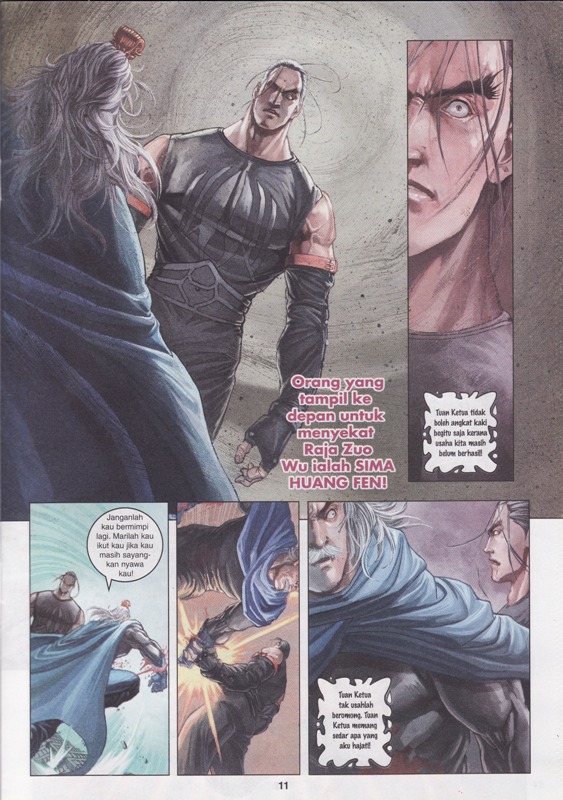 Orang yang
tampil ke
depan untuk
menyekat
Raja Zuo
Wu ialah SIMA
HUANG FEN!
Tuan Ketua tidak
boleh angkat kaki
begitu saja kerana
usaha kita masih
belum berhasil!
Janganlah
kau bermimpi
lagi. Marilah kau
ikut kau jika kau
masih sayang-
kan nyawa
kau!
Tuan Ketua
tak usahlah
beromong. Tuan
Ketua memang
sedar apa yang
aku hajati!
11